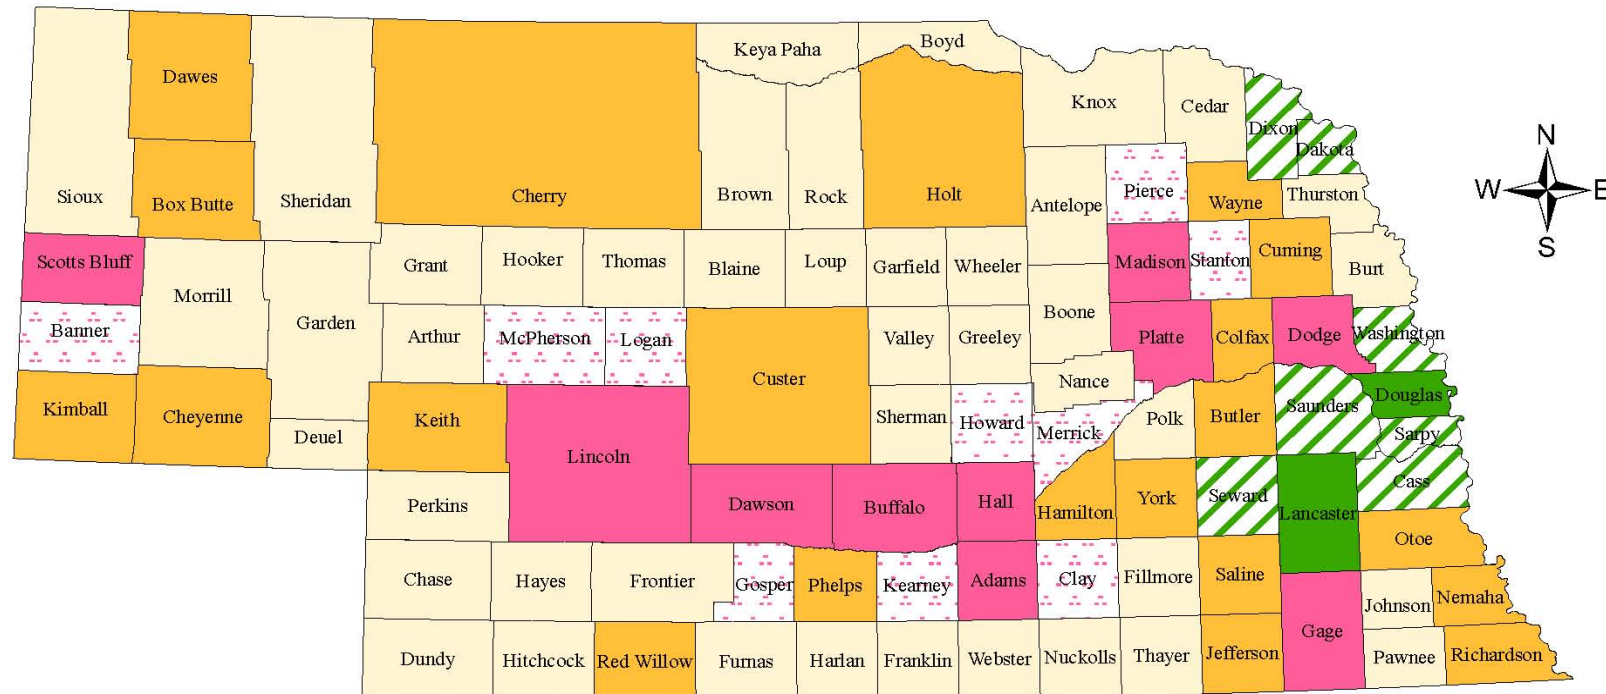 Keya Paha
Boyd
Dawes
Knox
Cedar
Dixon
Dakota
N
Sioux
Box Butte
Sheridan
Cherry
Brown
Rock
Holt
Antelope
Pierce
Wayne
Thurston
W
E
S
Scotts Bluff
Morrill
Grant
Hooker
Thomas
Blaine
Loup
Garfield
Wheeler
Madison
Stanton
Cuming
Burt
Banner
Garden
Arthur
McPherson
Logan
Custer
Valley
Greeley
Boone
Platte
Colfax
Dodge
Washington
Kimball
Cheyenne
Deuel
Keith
Lincoln
Sherman
Howard
Nance
Merrick
Polk
Butler
Saunders
Douglas
Sarpy
Perkins
Dawson
Buffalo
Hall
Hamilton
York
Seward
Lancaster
Cass
Otoe
Chase
Hayes
Frontier
Gosper
Phelps
Kearney
Adams
Clay
Fillmore
Saline
Johnson
Nemaha
Dundy
Hitchcock
Red Willow
Furnas
Harlan
Franklin
Webster
Nuckolls
Thayer
Jefferson
Gage
Pawnee
Richardson